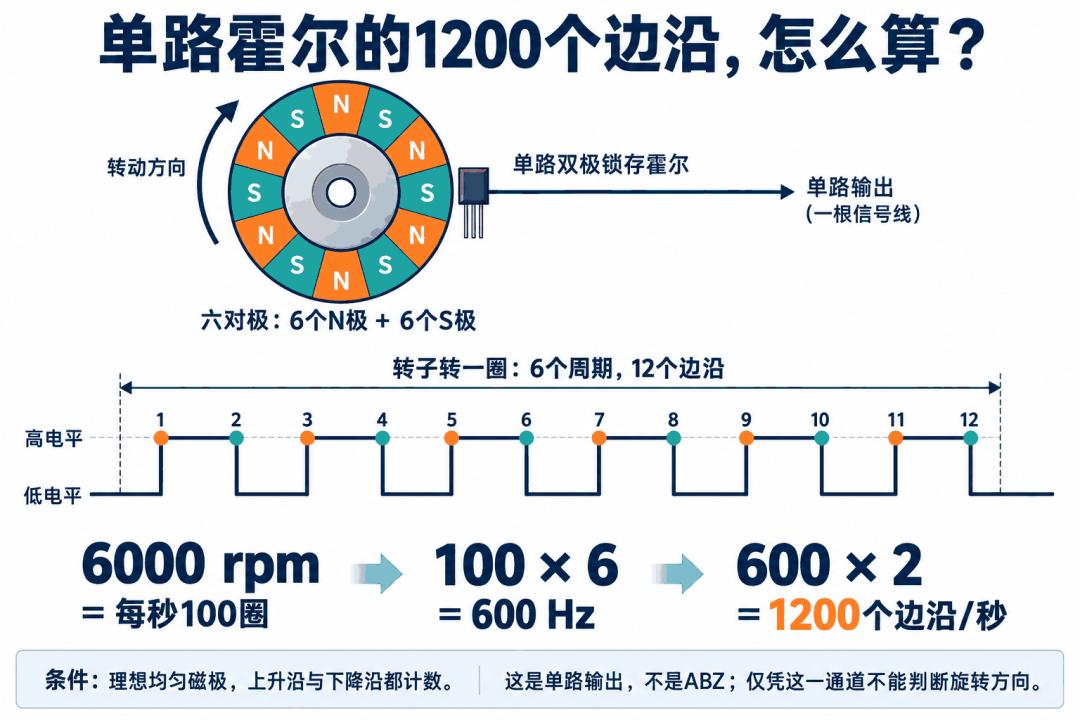 单路霍尔的1200个边沿，怎么算？
N
S
S
N
N
转动方向
S
S
单路双极锁存霍尔
单路输出
（一根信号线）
N
N
S
S
N
六对极：6个N极 + 6个S极
转子转一圈：6个周期，12个边沿
1 2 3 4 5 6 7 8 9 10 11 12
高电平
低电平
6000 rpm 100 × 6 600 × 2
= 每秒100圈 = 600 Hz = 1200个边沿/秒
条件：理想均匀磁极，上升沿与下降沿都计数。 这是单路输出，不是ABZ；仅凭这一通道不能判断旋转方向。